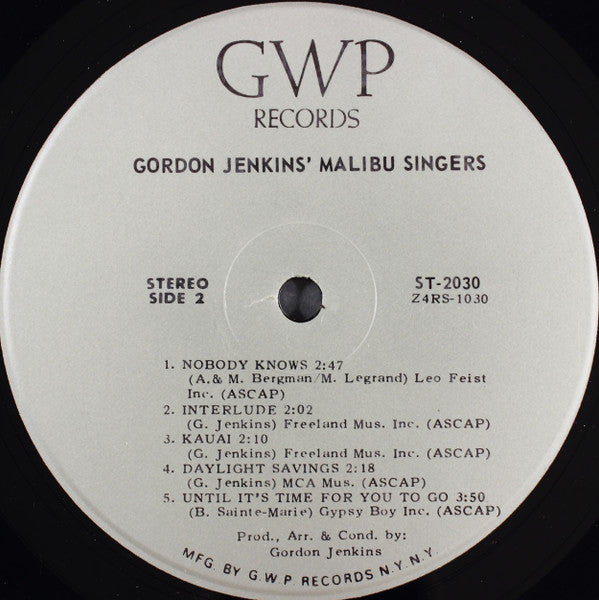 GWP
RECORDS
GORDON JENKINS' MALIBU SINGERS
STEREO
SIDE 2
ST-2030
Z4RS-1030
1. NOBODY KNOWS 2:47
(A.& M. Bergman/M. Legrand) Leo Feist
Inc. (ASCAP)
2. INTERLUDE 2:02
(G. Jenkins) Freeland Mus. Inc. (ASCAP)
3. KAUAI 2:10
(G. Jenkins) Freeland Mus. Inc. (ASCAP)
4. DAYLIGHT SAVINGS 2:18
(G. Jenkins) MCA Mus. (ASCAP)
5. UNTIL IT'S TIME FOR YOU TO GO 3:50
(B. Sainte-Marie) Gypsy Boy Inc. (ASCAP)
Prod., Arr. & Cond. by:
Gordon Jenkins
MFG. BY G.W.P. RECORDS N.Y. N.Y.